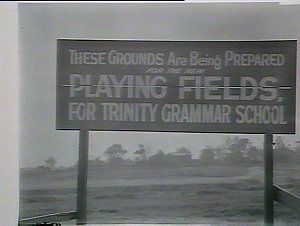 THESE GROUNDS Are Being PREPARED
FOR THE NEW
PLAYING FIELDS,
FOR TRINITY GRAMMAR SCHOOL